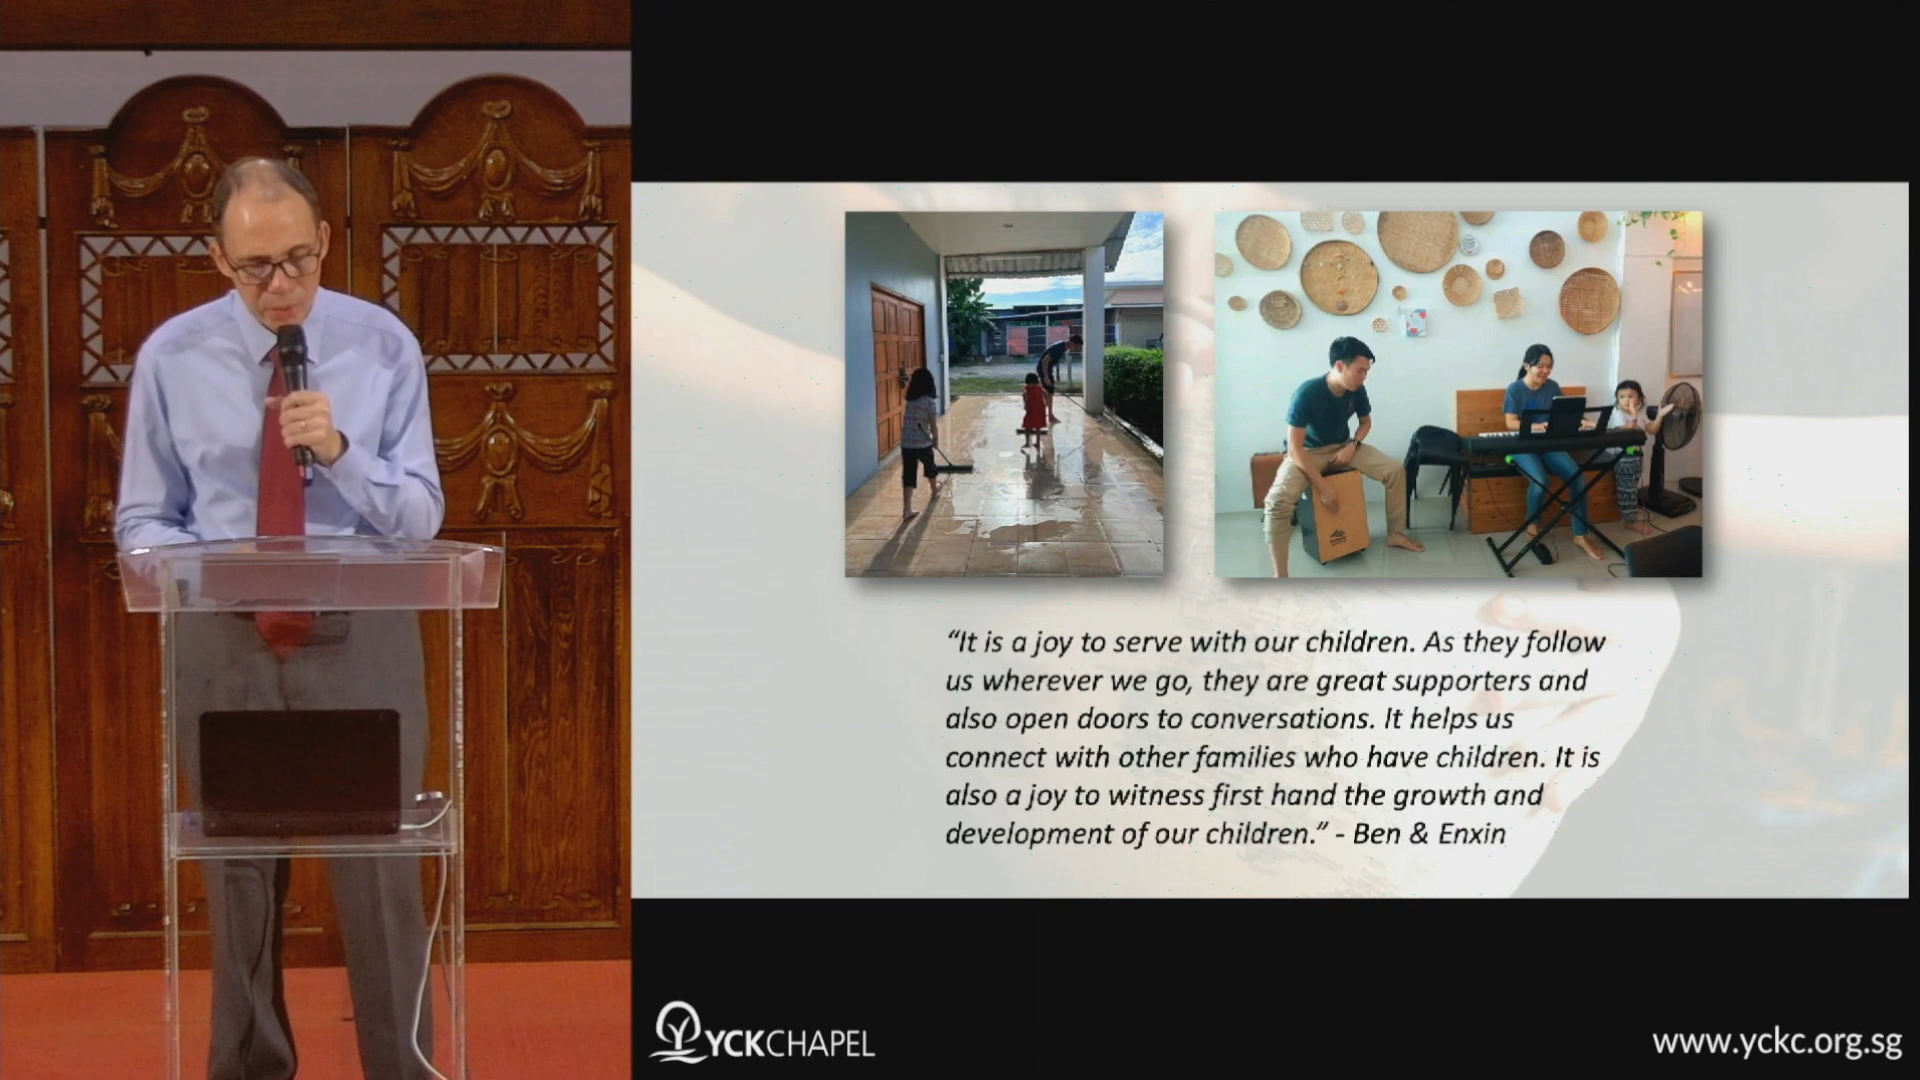 “It is a joy to serve with our children. As they follow
us wherever we go, they are great supporters and
also open doors to conversations. It helps us
connect with other families who have children. It is
also a joy to witness first hand the growth and
development of our children.” - Ben & Enxin
YCKCHAPEL
www.yckc.org.sg